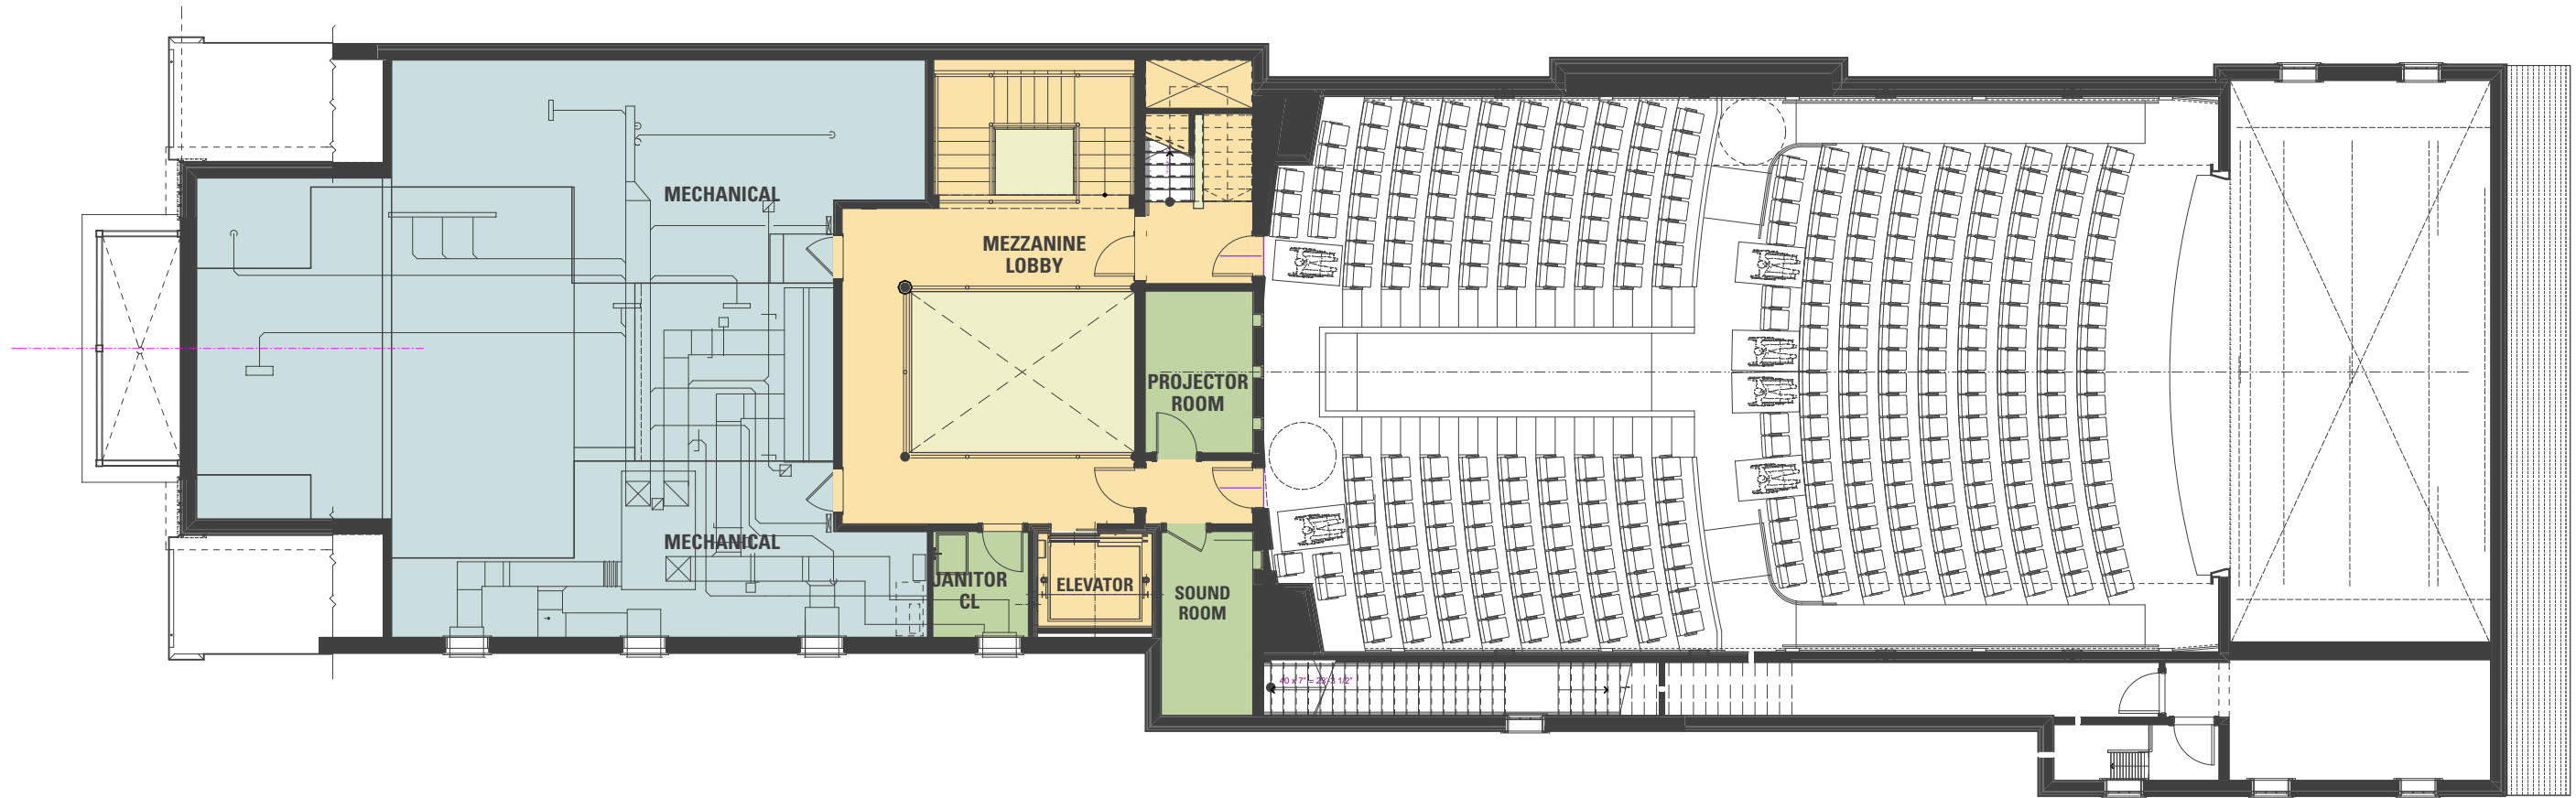 MECHANICAL
MEZZANINE
LOBBY
PROJECTOR
ROOM
MECHANICAL
JANITOR
CL
ELEVATOR
SOUND
ROOM